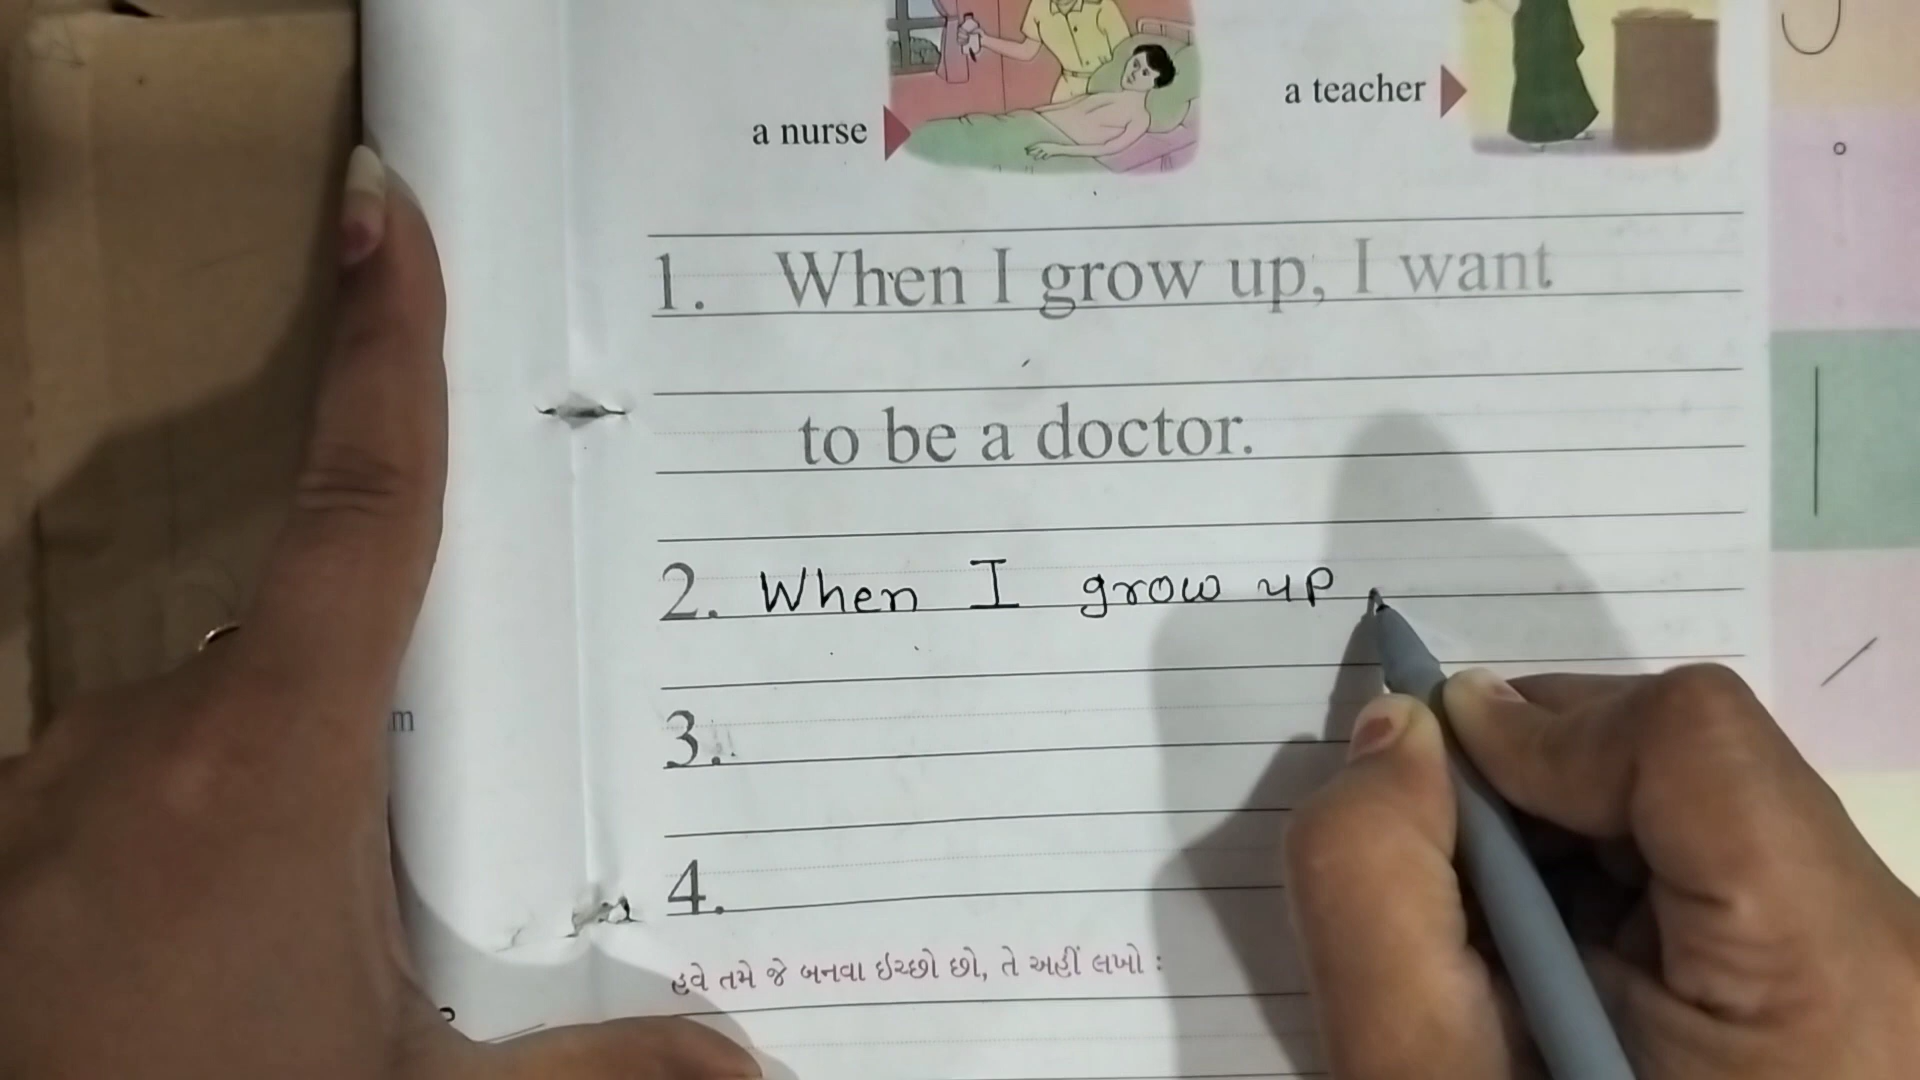 a nurse
a teacher
1. When I grow up, I want
to be a doctor.
2. When I grow up
3.
m
4.
હવે તમે જે બનવા ઇચ્છો છો, તે અહીં લખો :